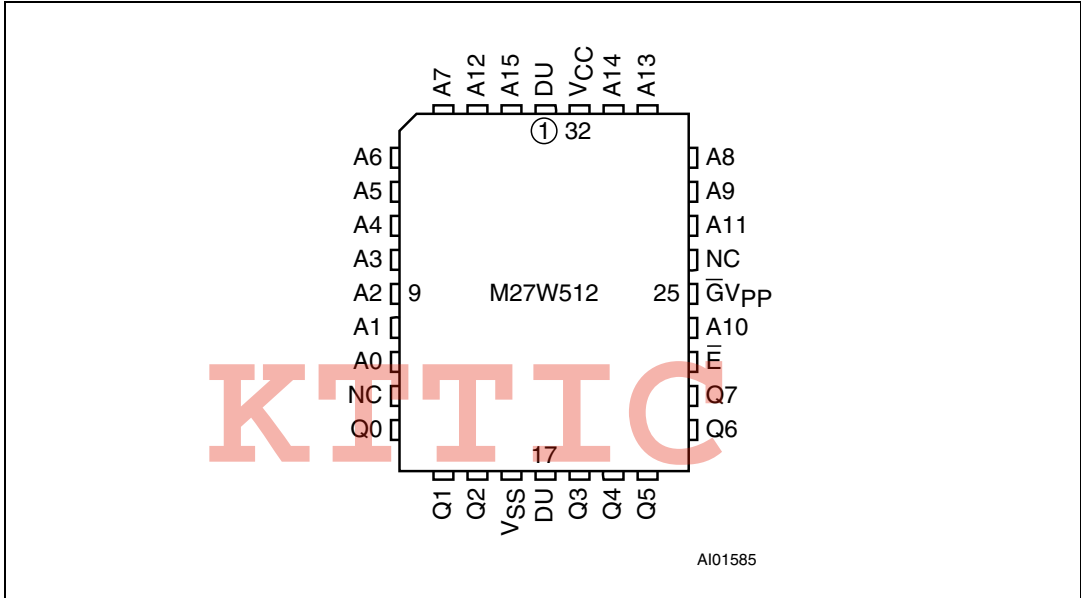 A7 A12 A15 DU VCC A14 A13
1 32
A6 A8
A5 A9
A4 A11
A3 NC
A2 9 M27W512 25 G̅VPP
A1 A10
A0 E̅
NC Q7
Q0 Q6
KTTIC
17
Q1 Q2 VSS DU Q3 Q4 Q5
AI01585